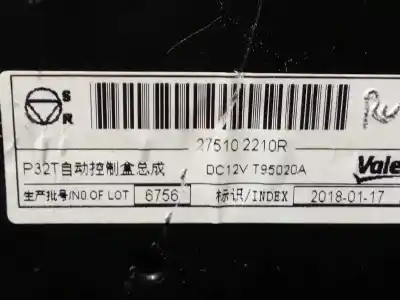 S
R
27510 2210R
P32T自动控制盒总成 DC12V T95020A
Vale
生产批号/NO OF LOT 6756 标识/INDEX 2018-01-17